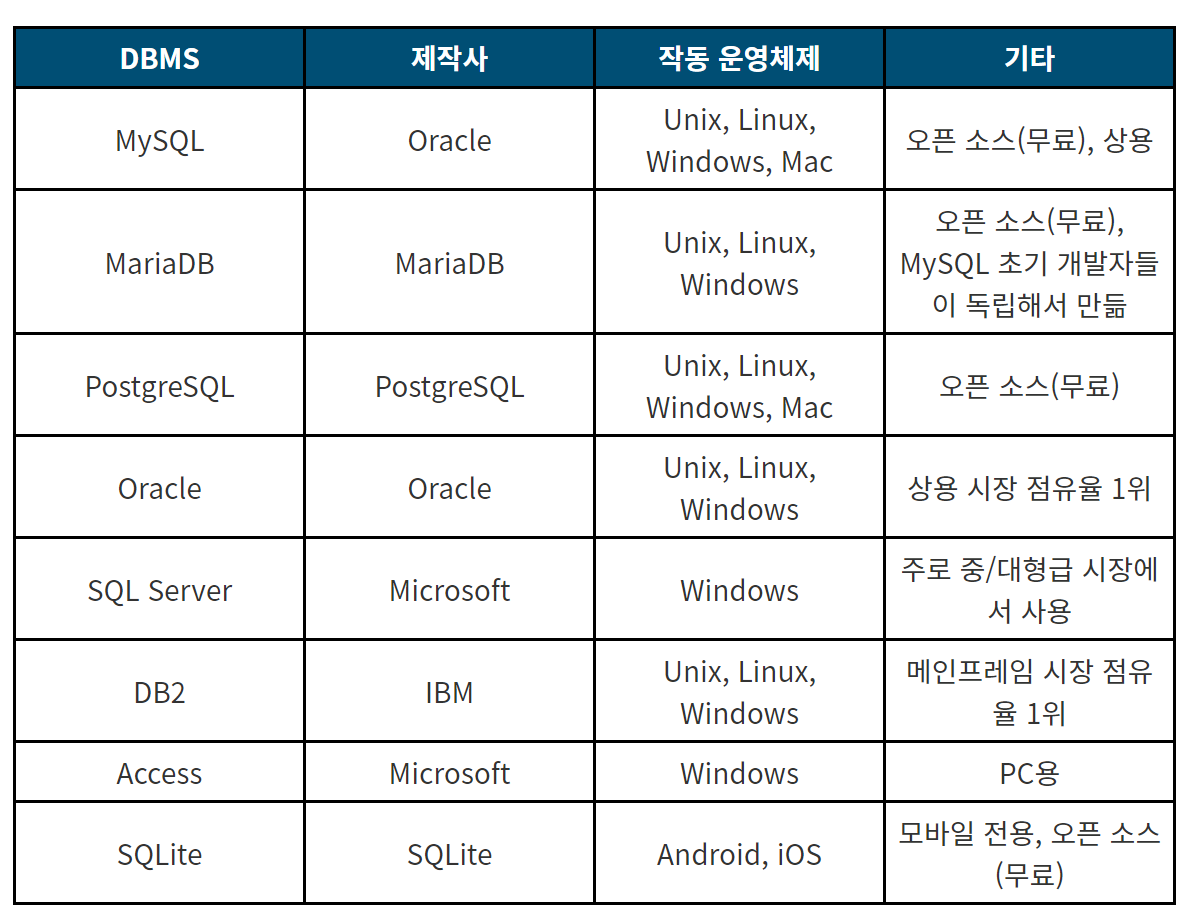 DBMS 제작사 작동 운영체제 기타
MySQL Oracle Unix, Linux, Windows, Mac 오픈 소스(무료), 상용
MariaDB MariaDB Unix, Linux, Windows 오픈 소스(무료), MySQL 초기 개발자들이 독립해서 만듦
PostgreSQL PostgreSQL Unix, Linux, Windows, Mac 오픈 소스(무료)
Oracle Oracle Unix, Linux, Windows 상용 시장 점유율 1위
SQL Server Microsoft Windows 주로 중/대형급 시장에서 사용
DB2 IBM Unix, Linux, Windows 메인프레임 시장 점유율 1위
Access Microsoft Windows PC용
SQLite SQLite Android, iOS 모바일 전용, 오픈 소스(무료)